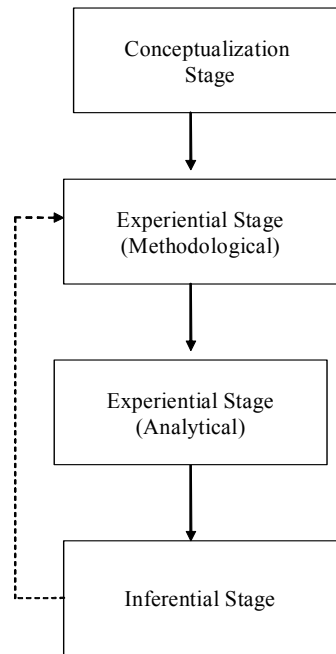 Conceptualization
Stage
Experiential Stage
(Methodological)
Experiential Stage
(Analytical)
Inferential Stage